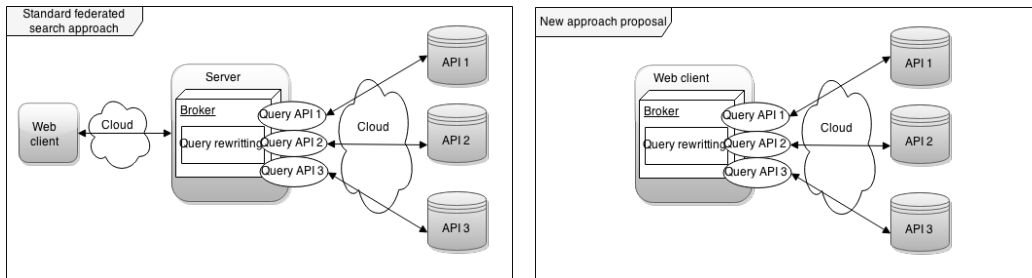 Standard federated
search approach
Server
Broker
Query rewritting
Query API 1
Query API 2
Query API 3
Web
client
Cloud
Cloud
API 1
API 2
API 3
New approach proposal
Web client
Broker
Query rewritting
Query API 1
Query API 2
Query API 3
Cloud
API 1
API 2
API 3